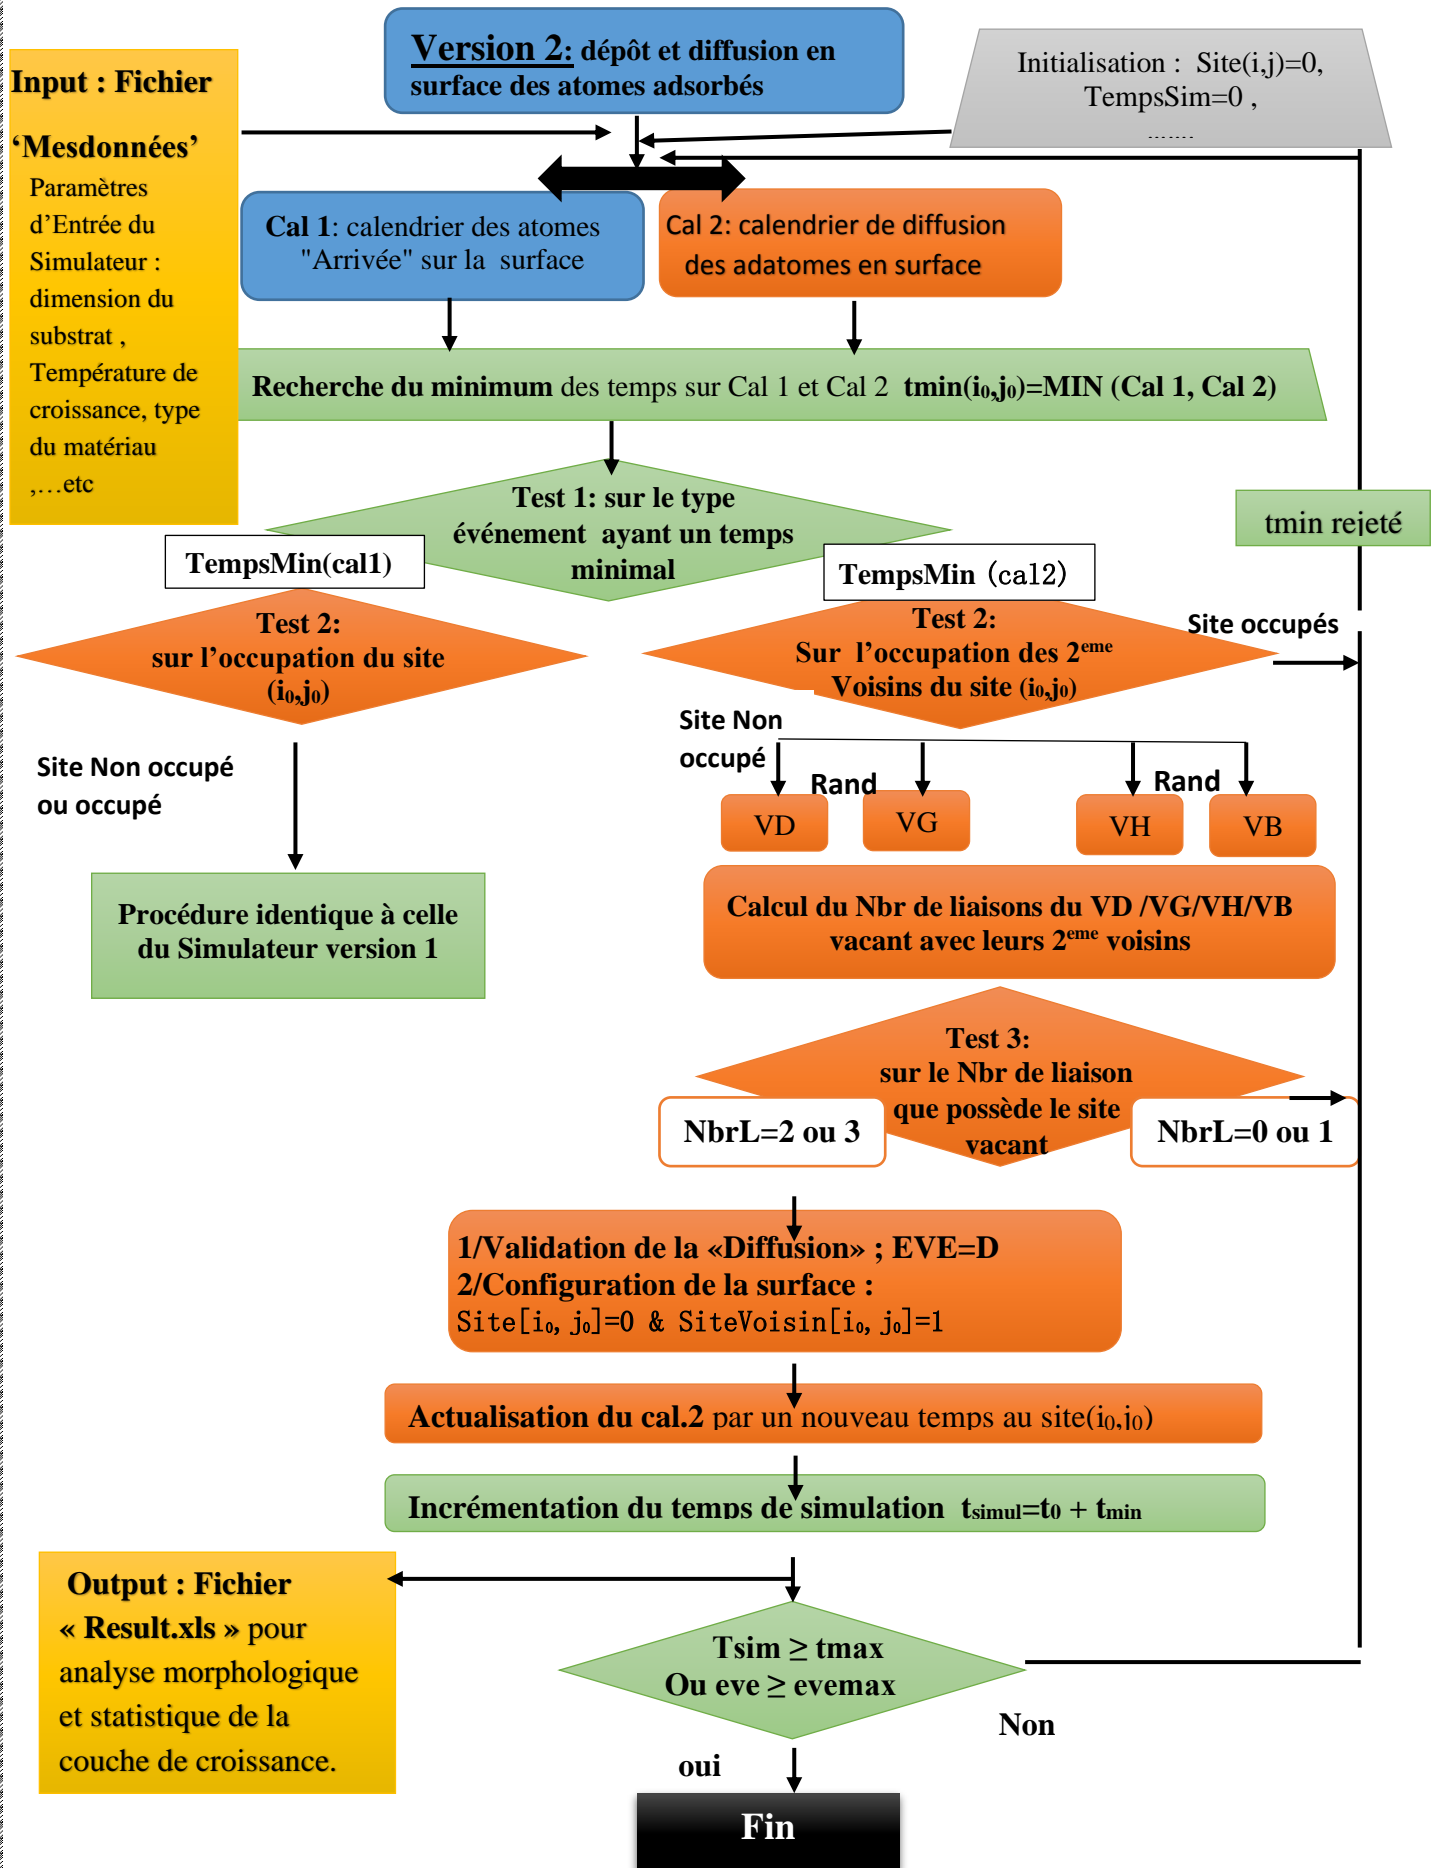 Version 2: dépôt et diffusion en
surface des atomes adsorbés
Initialisation : Site(i,j)=0,
TempsSim=0 ,
.......
Input : Fichier
‘Mesdonnées’
Paramètres
d’Entrée du
Simulateur :
dimension du
substrat ,
Température de
croissance, type
du matériau
,…etc
Cal 1: calendrier des atomes
"Arrivée" sur la surface
Cal 2: calendrier de diffusion
des adatomes en surface
Recherche du minimum des temps sur Cal 1 et Cal 2 tmin(i₀,j₀)=MIN (Cal 1, Cal 2)
Test 1: sur le type
événement ayant un temps
minimal
tmin rejeté
TempsMin(cal1)
TempsMin (cal2)
Test 2:
sur l’occupation du site
(i₀,j₀)
Test 2:
Sur l’occupation des 2eme
Voisins du site (i₀,j₀)
Site occupés
Site Non occupé
ou occupé
Site Non
occupé
Rand
Rand
VD
VG
VH
VB
Procédure identique à celle
du Simulateur version 1
Calcul du Nbr de liaisons du VD /VG/VH/VB
vacant avec leurs 2eme voisins
Test 3:
sur le Nbr de liaison
que possède le site
vacant
NbrL=2 ou 3
NbrL=0 ou 1
1/Validation de la «Diffusion» ; EVE=D
2/Configuration de la surface :
Site[i₀, j₀]=0 & SiteVoisin[i₀, j₀]=1
Actualisation du cal.2 par un nouveau temps au site(i₀,j₀)
Incrémentation du temps de simulation tsimul=t₀ + tmin
Output : Fichier
« Result.xls » pour
analyse morphologique
et statistique de la
couche de croissance.
Tsim ≥ tmax
Ou eve ≥ evemax
Non
oui
Fin